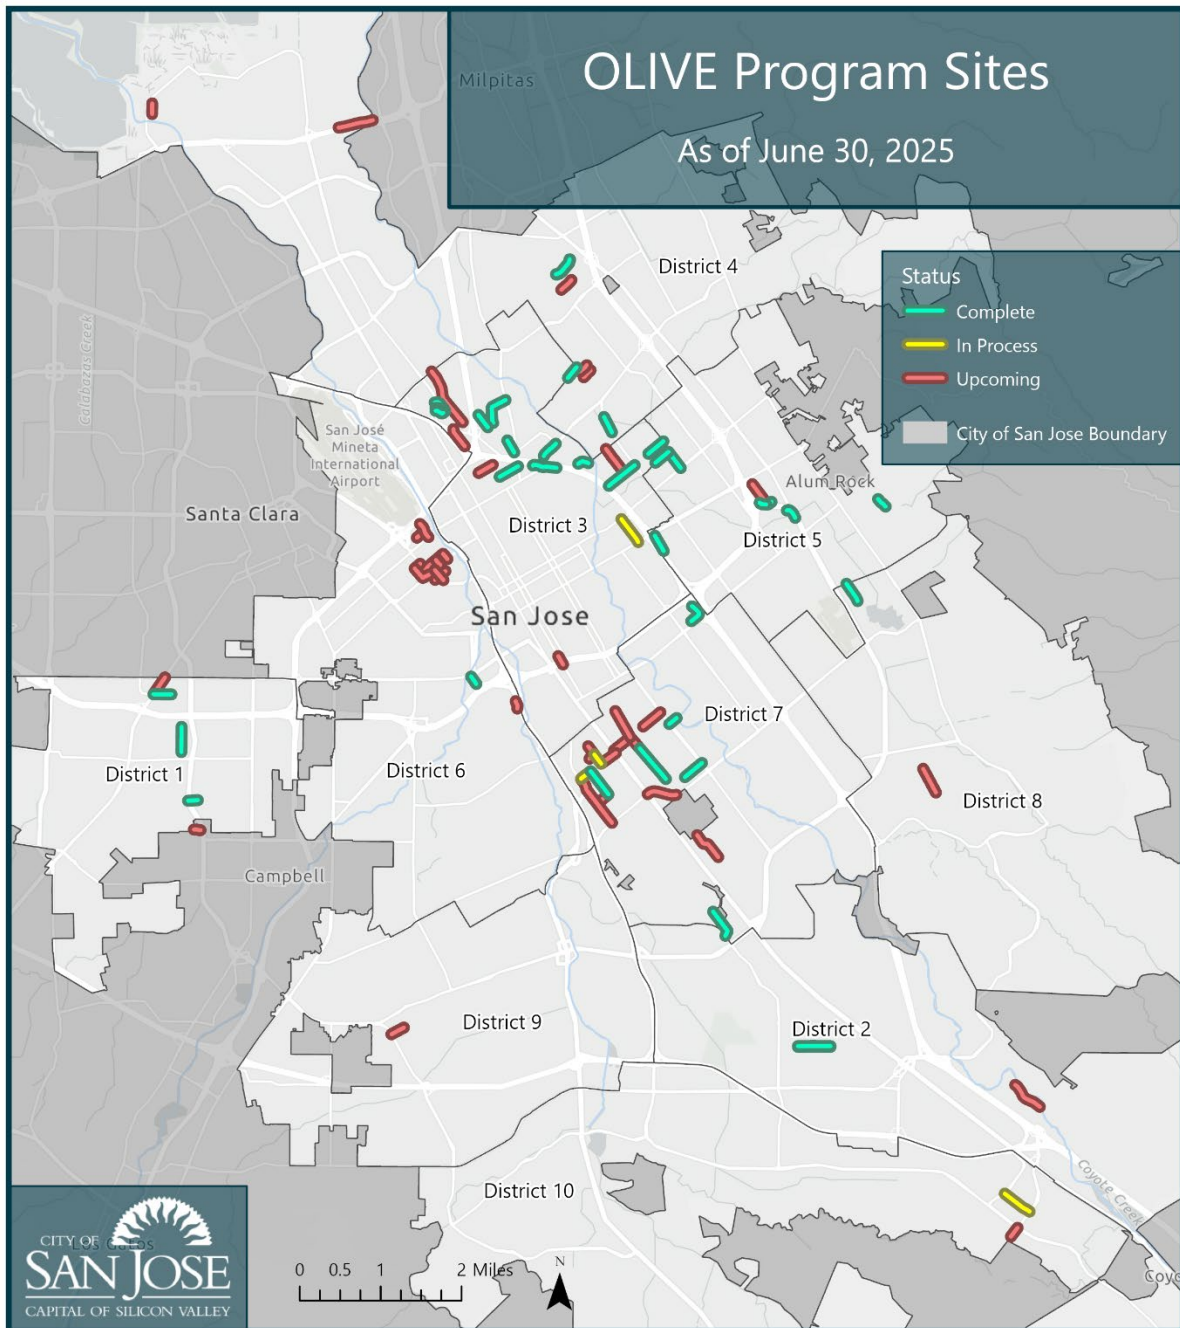 OLIVE Program Sites
As of June 30, 2025
Milpitas
District 4
Status
Complete
In Process
Upcoming
City of San Jose Boundary
Calabazas Creek
San José
Mineta
International
Airport
Santa Clara
Alum Rock
District 3
District 5
San Jose
District 7
District 1
District 6
District 8
Campbell
District 9
District 2
District 10
Coyote Creek
Coyo
Los Gatos
CITY OF
SAN JOSE
CAPITAL OF SILICON VALLEY
0 0.5 1 2 Miles
N